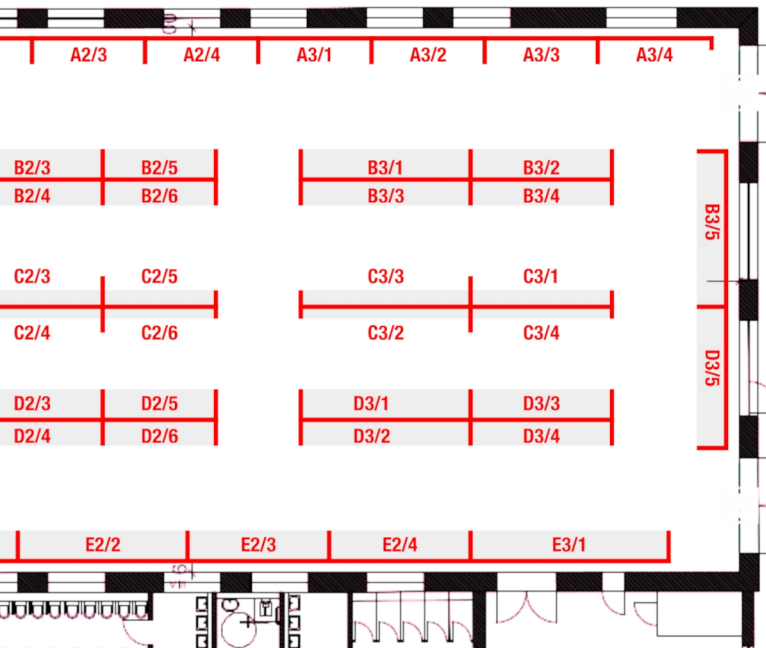 A2/3 A2/4 A3/1 A3/2 A3/3 A3/4
B2/3 B2/5 B3/1 B3/2
B2/4 B2/6 B3/3 B3/4
B3/5
C2/3 C2/5 C3/3 C3/1
C2/4 C2/6 C3/2 C3/4
D3/5
D2/3 D2/5 D3/1 D3/3
D2/4 D2/6 D3/2 D3/4
E2/2 E2/3 E2/4 E3/1